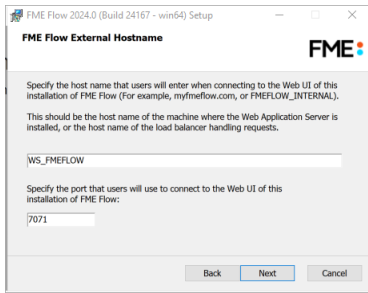 FME Flow 2024.0 (Build 24167 - win64) Setup
FME Flow External Hostname
FME
Specify the host name that users will enter when connecting to the Web UI of this
installation of FME Flow (For example, myfmeflow.com, or FMEFLOW_INTERNAL).
This should be the host name of the machine where the Web Application Server is
installed, or the host name of the load balancer handling requests.
WS_FMEFLOW
Specify the port that users will use to connect to the Web UI of this
installation of FME Flow:
7071
Back Next Cancel